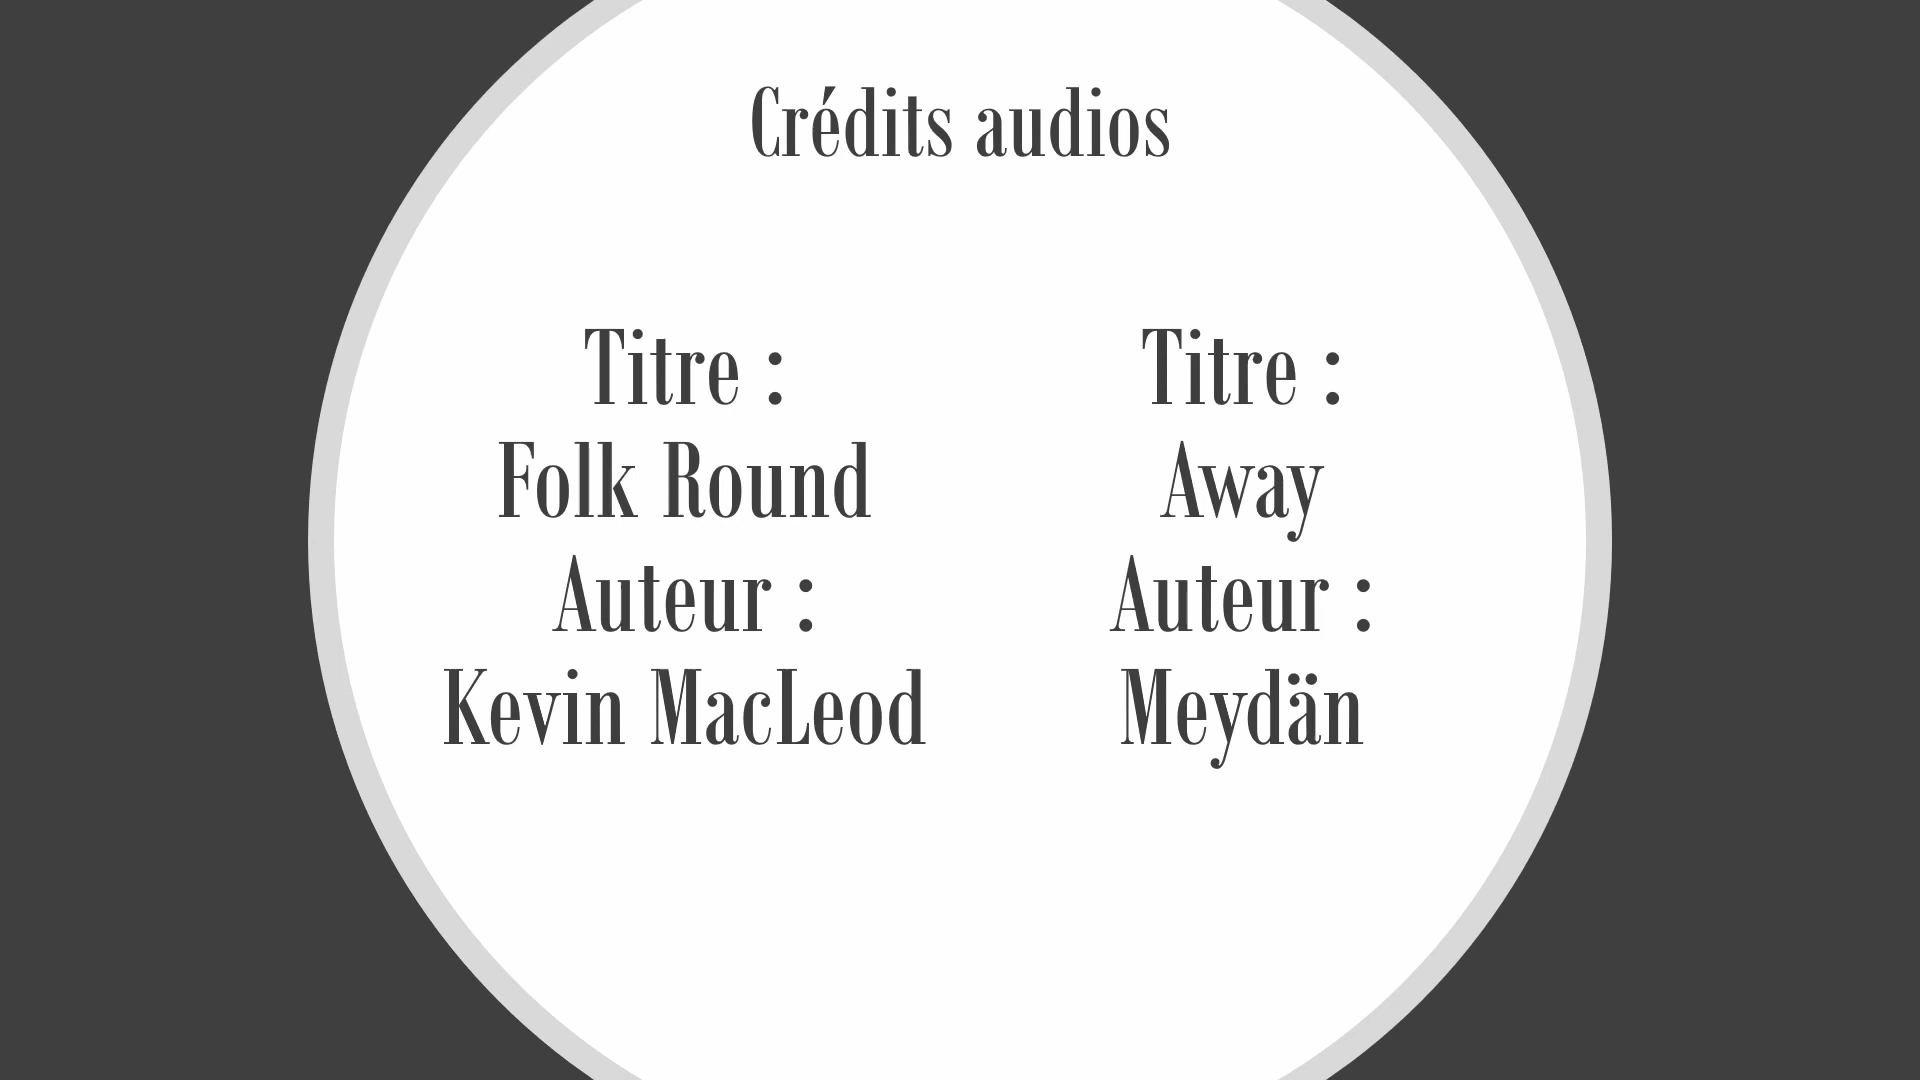 Crédits audios
Titre :
Folk Round
Auteur :
Kevin MacLeod
Titre :
Away
Auteur :
Meydän